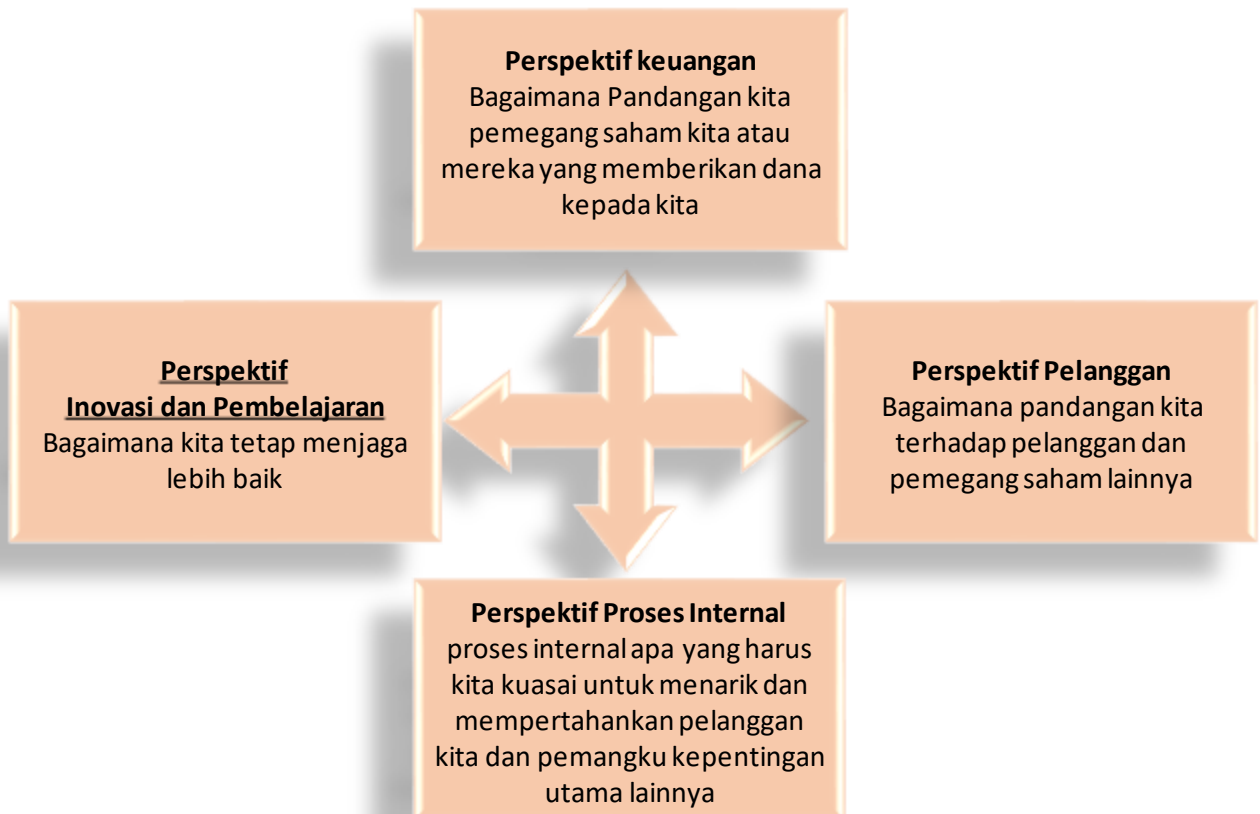 Perspektif keuangan
Bagaimana Pandangan kita
pemegang saham kita atau
mereka yang memberikan dana
kepada kita
Perspektif
Inovasi dan Pembelajaran
Bagaimana kita tetap menjaga
lebih baik
Perspektif Pelanggan
Bagaimana pandangan kita
terhadap pelanggan dan
pemegang saham lainnya
Perspektif Proses Internal
proses internal apa yang harus
kita kuasai untuk menarik dan
mempertahankan pelanggan
kita dan pemangku kepentingan
utama lainnya